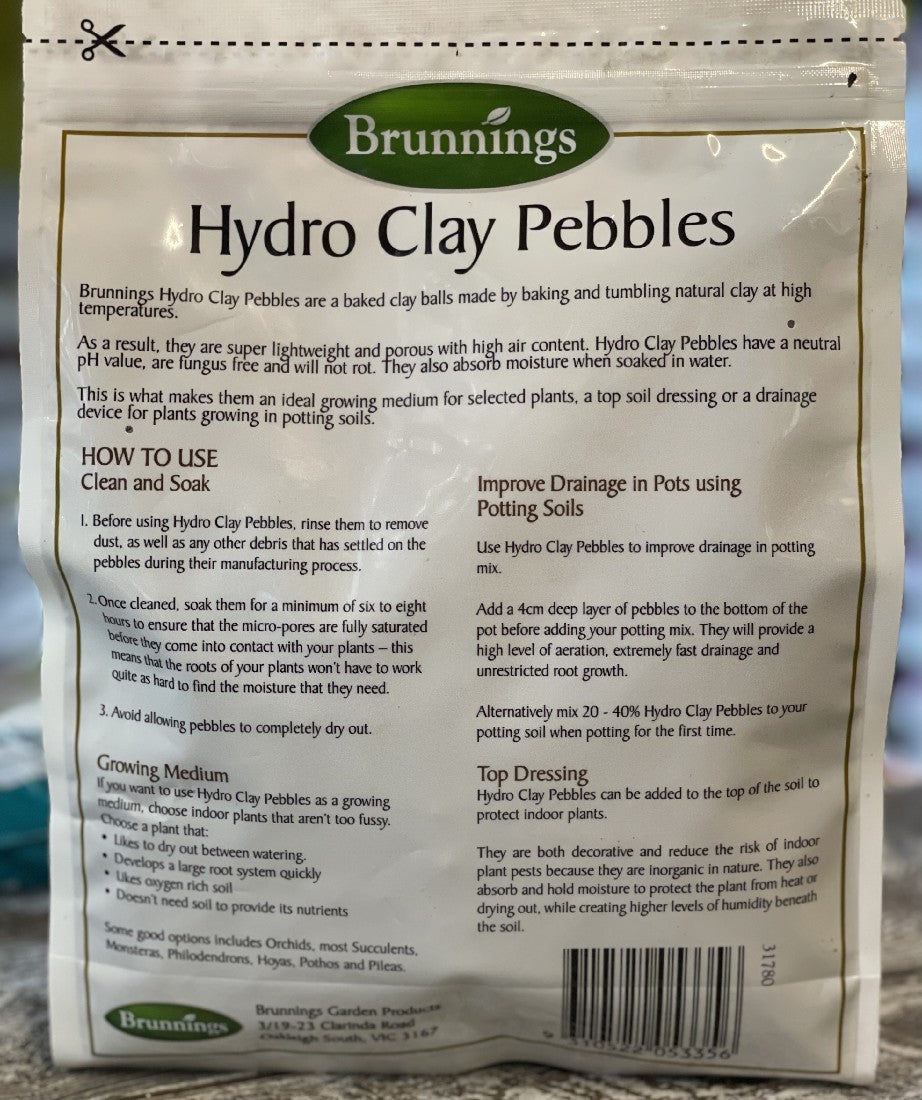 Brunnings
Hydro Clay Pebbles
Brunnings Hydro Clay Pebbles are a baked clay balls made by baking and tumbling natural clay at high
temperatures.
As a result, they are super lightweight and porous with high air content. Hydro Clay Pebbles have a neutral
pH value, are fungus free and will not rot. They also absorb moisture when soaked in water.
This is what makes them an ideal growing medium for selected plants, a top soil dressing or a drainage
device for plants growing in potting soils.
HOW TO USE
Clean and Soak
1. Before using Hydro Clay Pebbles, rinse them to remove
dust, as well as any other debris that has settled on the
pebbles during their manufacturing process.
2. Once cleaned, soak them for a minimum of six to eight
hours to ensure that the micro-pores are fully saturated
before they come into contact with your plants – this
means that the roots of your plants won't have to work
quite as hard to find the moisture that they need.
3. Avoid allowing pebbles to completely dry out.
Growing Medium
If you want to use Hydro Clay Pebbles as a growing
medium, choose indoor plants that aren't too fussy.
Choose a plant that:
• Likes to dry out between watering.
• Develops a large root system quickly
• Likes oxygen rich soil
• Doesn't need soil to provide its nutrients
Some good options includes Orchids, most Succulents,
Monsteras, Philodendrons, Hoyas, Pothos and Pileas.
Improve Drainage in Pots using
Potting Soils
Use Hydro Clay Pebbles to improve drainage in potting
mix.
Add a 4cm deep layer of pebbles to the bottom of the
pot before adding your potting mix. They will provide a
high level of aeration, extremely fast drainage and
unrestricted root growth.
Alternatively mix 20 - 40% Hydro Clay Pebbles to your
potting soil when potting for the first time.
Top Dressing
Hydro Clay Pebbles can be added to the top of the soil to
protect indoor plants.
They are both decorative and reduce the risk of indoor
plant pests because they are inorganic in nature. They also
absorb and hold moisture to protect the plant from heat or
drying out, while creating higher levels of humidity beneath
the soil.
Brunnings
Brunnings Garden Products
3/19-23 Clarinda Road
Oakleigh South, VIC 3167
31780
9 310522 053356